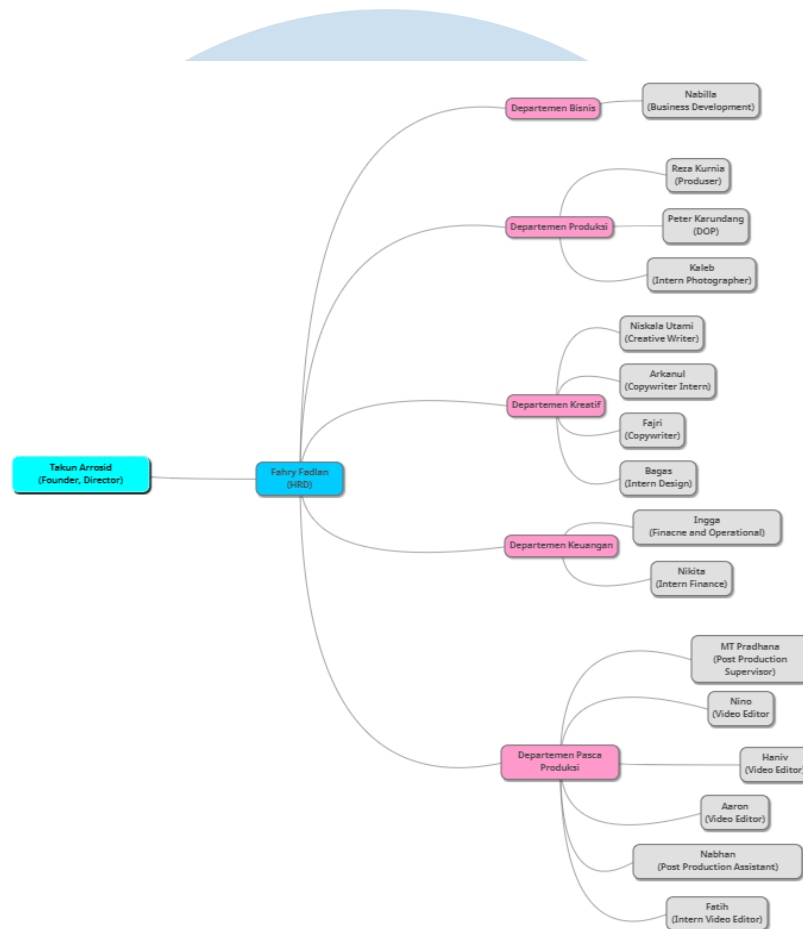 Takun Arrosid
(Founder, Director)
Fahry Fadlan
(HRD)
Departemen Bisnis
Nabilla
(Business Development)
Departemen Produksi
Reza Kurnia
(Produser)
Peter Karundang
(DOP)
Kaleb
(Intern Photographer)
Departemen Kreatif
Niskala Utami
(Creative Writer)
Arkanul
(Copywriter Intern)
Fajri
(Copywriter)
Bagas
(Intern Design)
Departemen Keuangan
Ingga
(Finacne and Operational)
Nikita
(Intern Finance)
Departemen Pasca
Produksi
MT Pradhana
(Post Production
Supervisor)
Nino
(Video Editor
Haniv
(Video Editor)
Aaron
(Video Editor)
Nabhan
(Post Production Assistant)
Fatih
(Intern Video Editor)